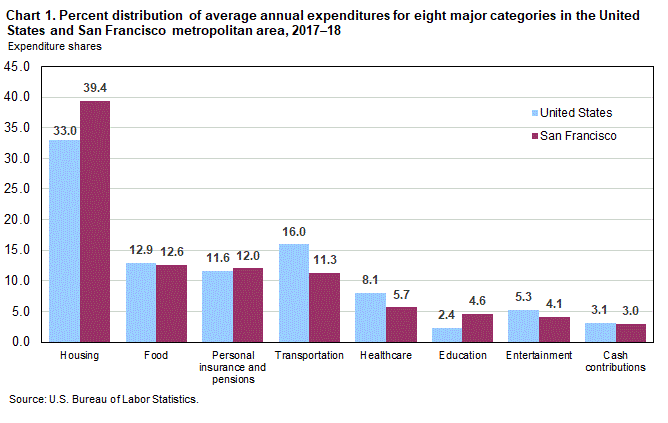 Chart 1. Percent distribution of average annual expenditures for eight major categories in the United
States and San Francisco metropolitan area, 2017–18
Expenditure shares
45.0
40.0
35.0
30.0
25.0
20.0
15.0
10.0
5.0
0.0
33.0
39.4
12.9
12.6
11.6
12.0
16.0
11.3
8.1
5.7
2.4
4.6
5.3
4.1
3.1
3.0
United States
San Francisco
Housing
Food
Personal
insurance and
pensions
Transportation
Healthcare
Education
Entertainment
Cash
contributions
Source: U.S. Bureau of Labor Statistics.